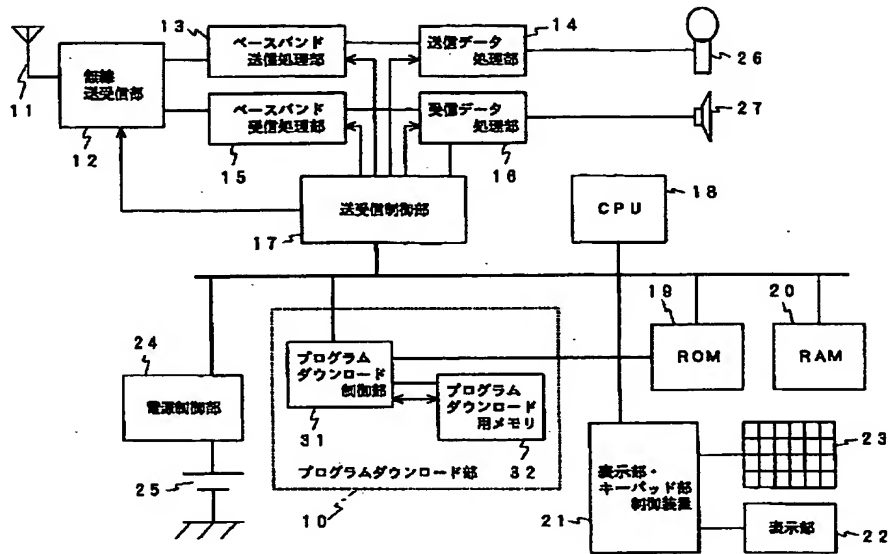 11
無線
送受信部
12
13
ベースバンド
送信処理部
14
送信データ
処理部
26
ベースバンド
受信処理部
15
受信データ
処理部
16
27
送受信制御部
17
CPU
18
19
ROM
20
RAM
24
電源制御部
25
プログラム
ダウンロード
制御部
31
プログラム
ダウンロード
用メモリ
32
プログラムダウンロード部
10
表示部・
キーパッド部
制御装置
21
23
表示部
22